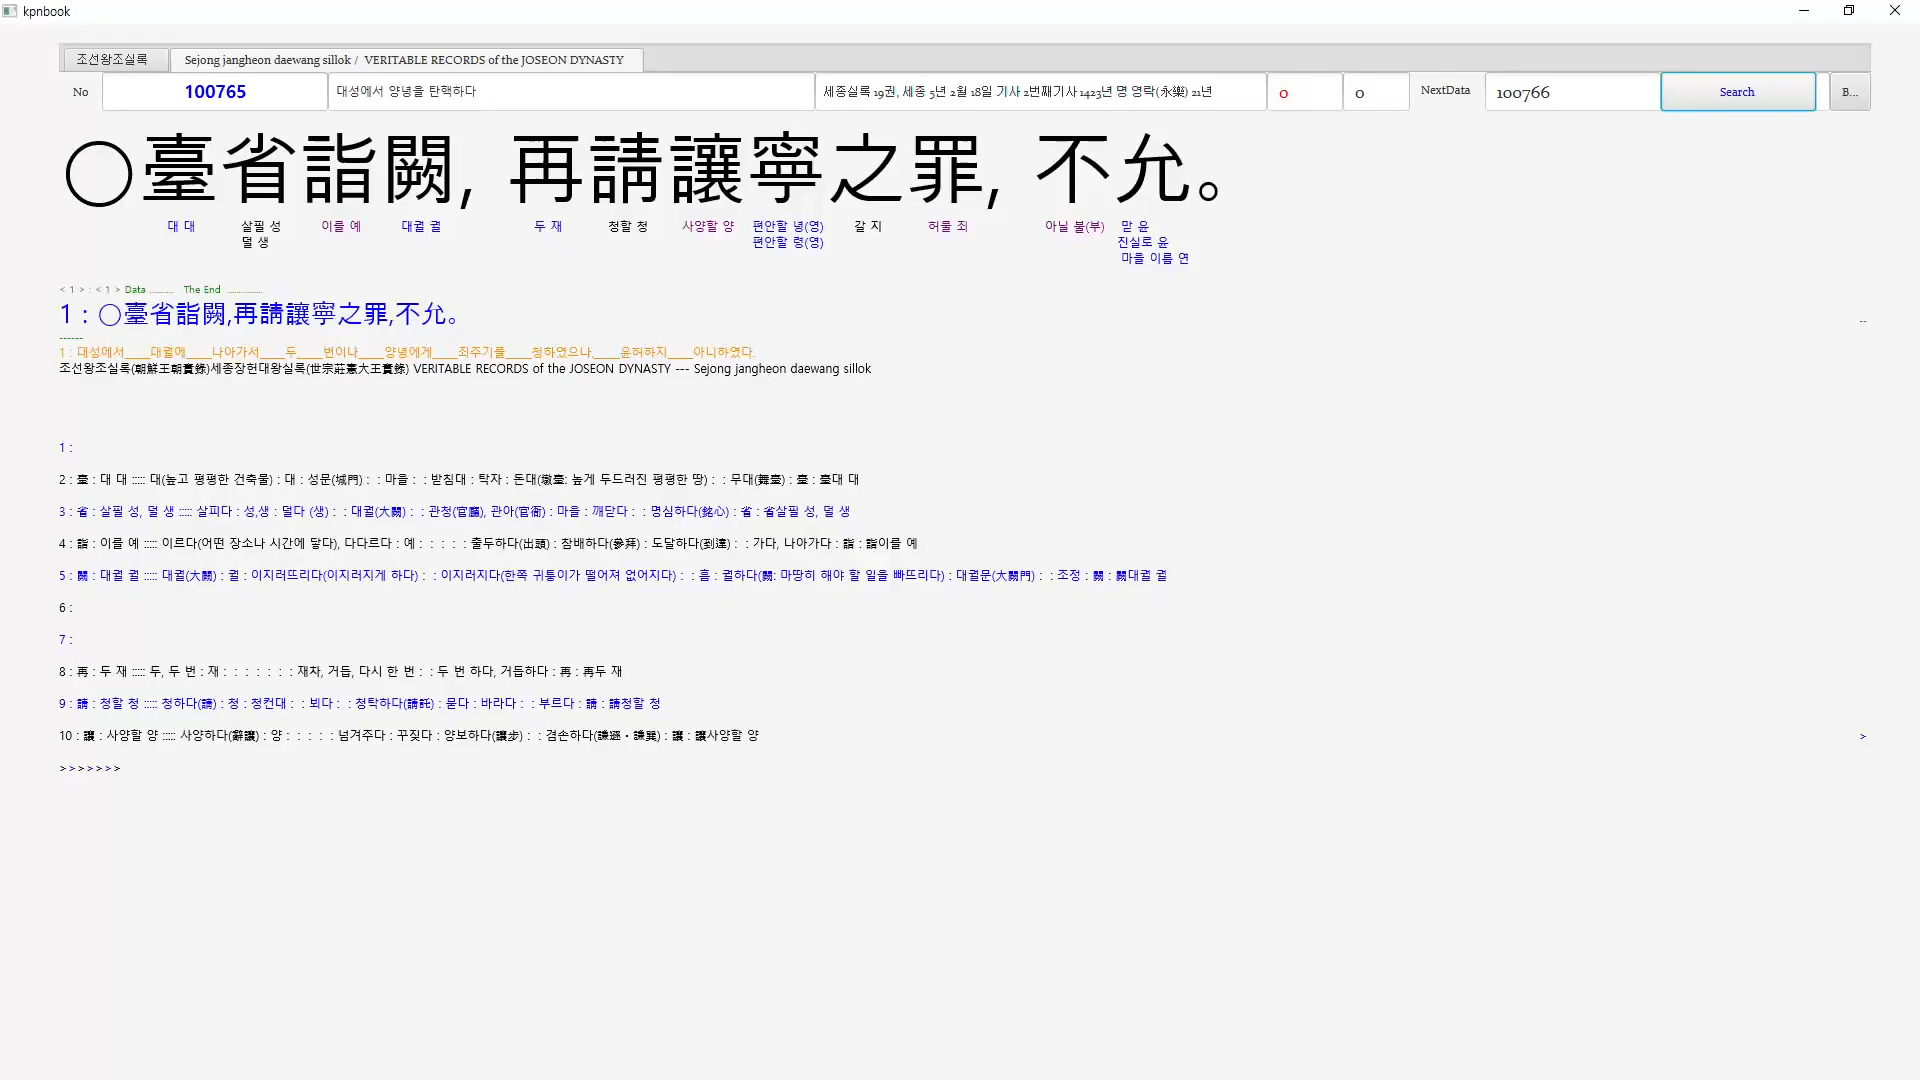 kpnbook
조선왕조실록 Sejong jangheon daewang sillok / VERITABLE RECORDS of the JOSEON DYNASTY
No 100765 대성에서 양녕을 탄핵하다 세종실록 19권, 세종 5년 2월 18일 기사 2번째기사 1423년 명 영락(永樂) 21년 0 0 NextData 100766 Search B...
○臺省詣闕, 再請讓寧之罪, 不允。
대 대 살필 성 이를 예 대궐 궐 두 재 청할 청 사양할 양 편안할 녕(영) 갈 지 허물 죄 아닐 불(부) 맏 윤
덜 생 편안할 령(영) 진실로 윤
마을 이름 연
< 1 > : < 1 > Data ........... The End ................
1 : ○臺省詣闕,再請讓寧之罪,不允。 --
------
1 : 대성에서____대궐에____나아가서____두____번이나____양녕에게____죄주기를____청하였으나,____윤허하지____아니하였다.
조선왕조실록(朝鮮王朝實錄)세종장헌대왕실록(世宗莊憲大王實錄) VERITABLE RECORDS of the JOSEON DYNASTY --- Sejong jangheon daewang sillok
1 :
2 : 臺 : 대 대 ::::: 대(높고 평평한 건축물) : 대 : 성문(城門) : : 마을 : : 받침대 : 탁자 : 돈대(墩臺: 높게 두드러진 평평한 땅) : : 무대(舞臺) : 臺 : 臺대 대
3 : 省 : 살필 성, 덜 생 ::::: 살피다 : 성,생 : 덜다 (생) : : 대궐(大闕) : : 관청(官廳), 관아(官衙) : 마을 : 깨닫다 : : 명심하다(銘心) : 省 : 省살필 성, 덜 생
4 : 詣 : 이를 예 ::::: 이르다(어떤 장소나 시간에 닿다), 다다르다 : 예 : : : : : 출두하다(出頭) : 참배하다(參拜) : 도달하다(到達) : : 가다, 나아가다 : 詣 : 詣이를 예
5 : 闕 : 대궐 궐 ::::: 대궐(大闕) : 궐 : 이지러뜨리다(이지러지게 하다) : : 이지러지다(한쪽 귀퉁이가 떨어져 없어지다) : : 흠 : 궐하다(闕: 마땅히 해야 할 일을 빠뜨리다) : 대궐문(大闕門) : : 조정 : 闕 : 闕대궐 궐
6 :
7 :
8 : 再 : 두 재 ::::: 두, 두 번 : 재 : : : : : : : 재차, 거듭, 다시 한 번 : : 두 번 하다, 거듭하다 : 再 : 再두 재
9 : 請 : 청할 청 ::::: 청하다(請) : 청 : 청컨대 : : 뵈다 : : 청탁하다(請託) : 묻다 : 바라다 : : 부르다 : 請 : 請청할 청
10 : 讓 : 사양할 양 ::::: 사양하다(辭讓) : 양 : : : : : 넘겨주다 : 꾸짖다 : 양보하다(讓步) : : 겸손하다(謙遜・謙巽) : 讓 : 讓사양할 양 >
>>>>>>>